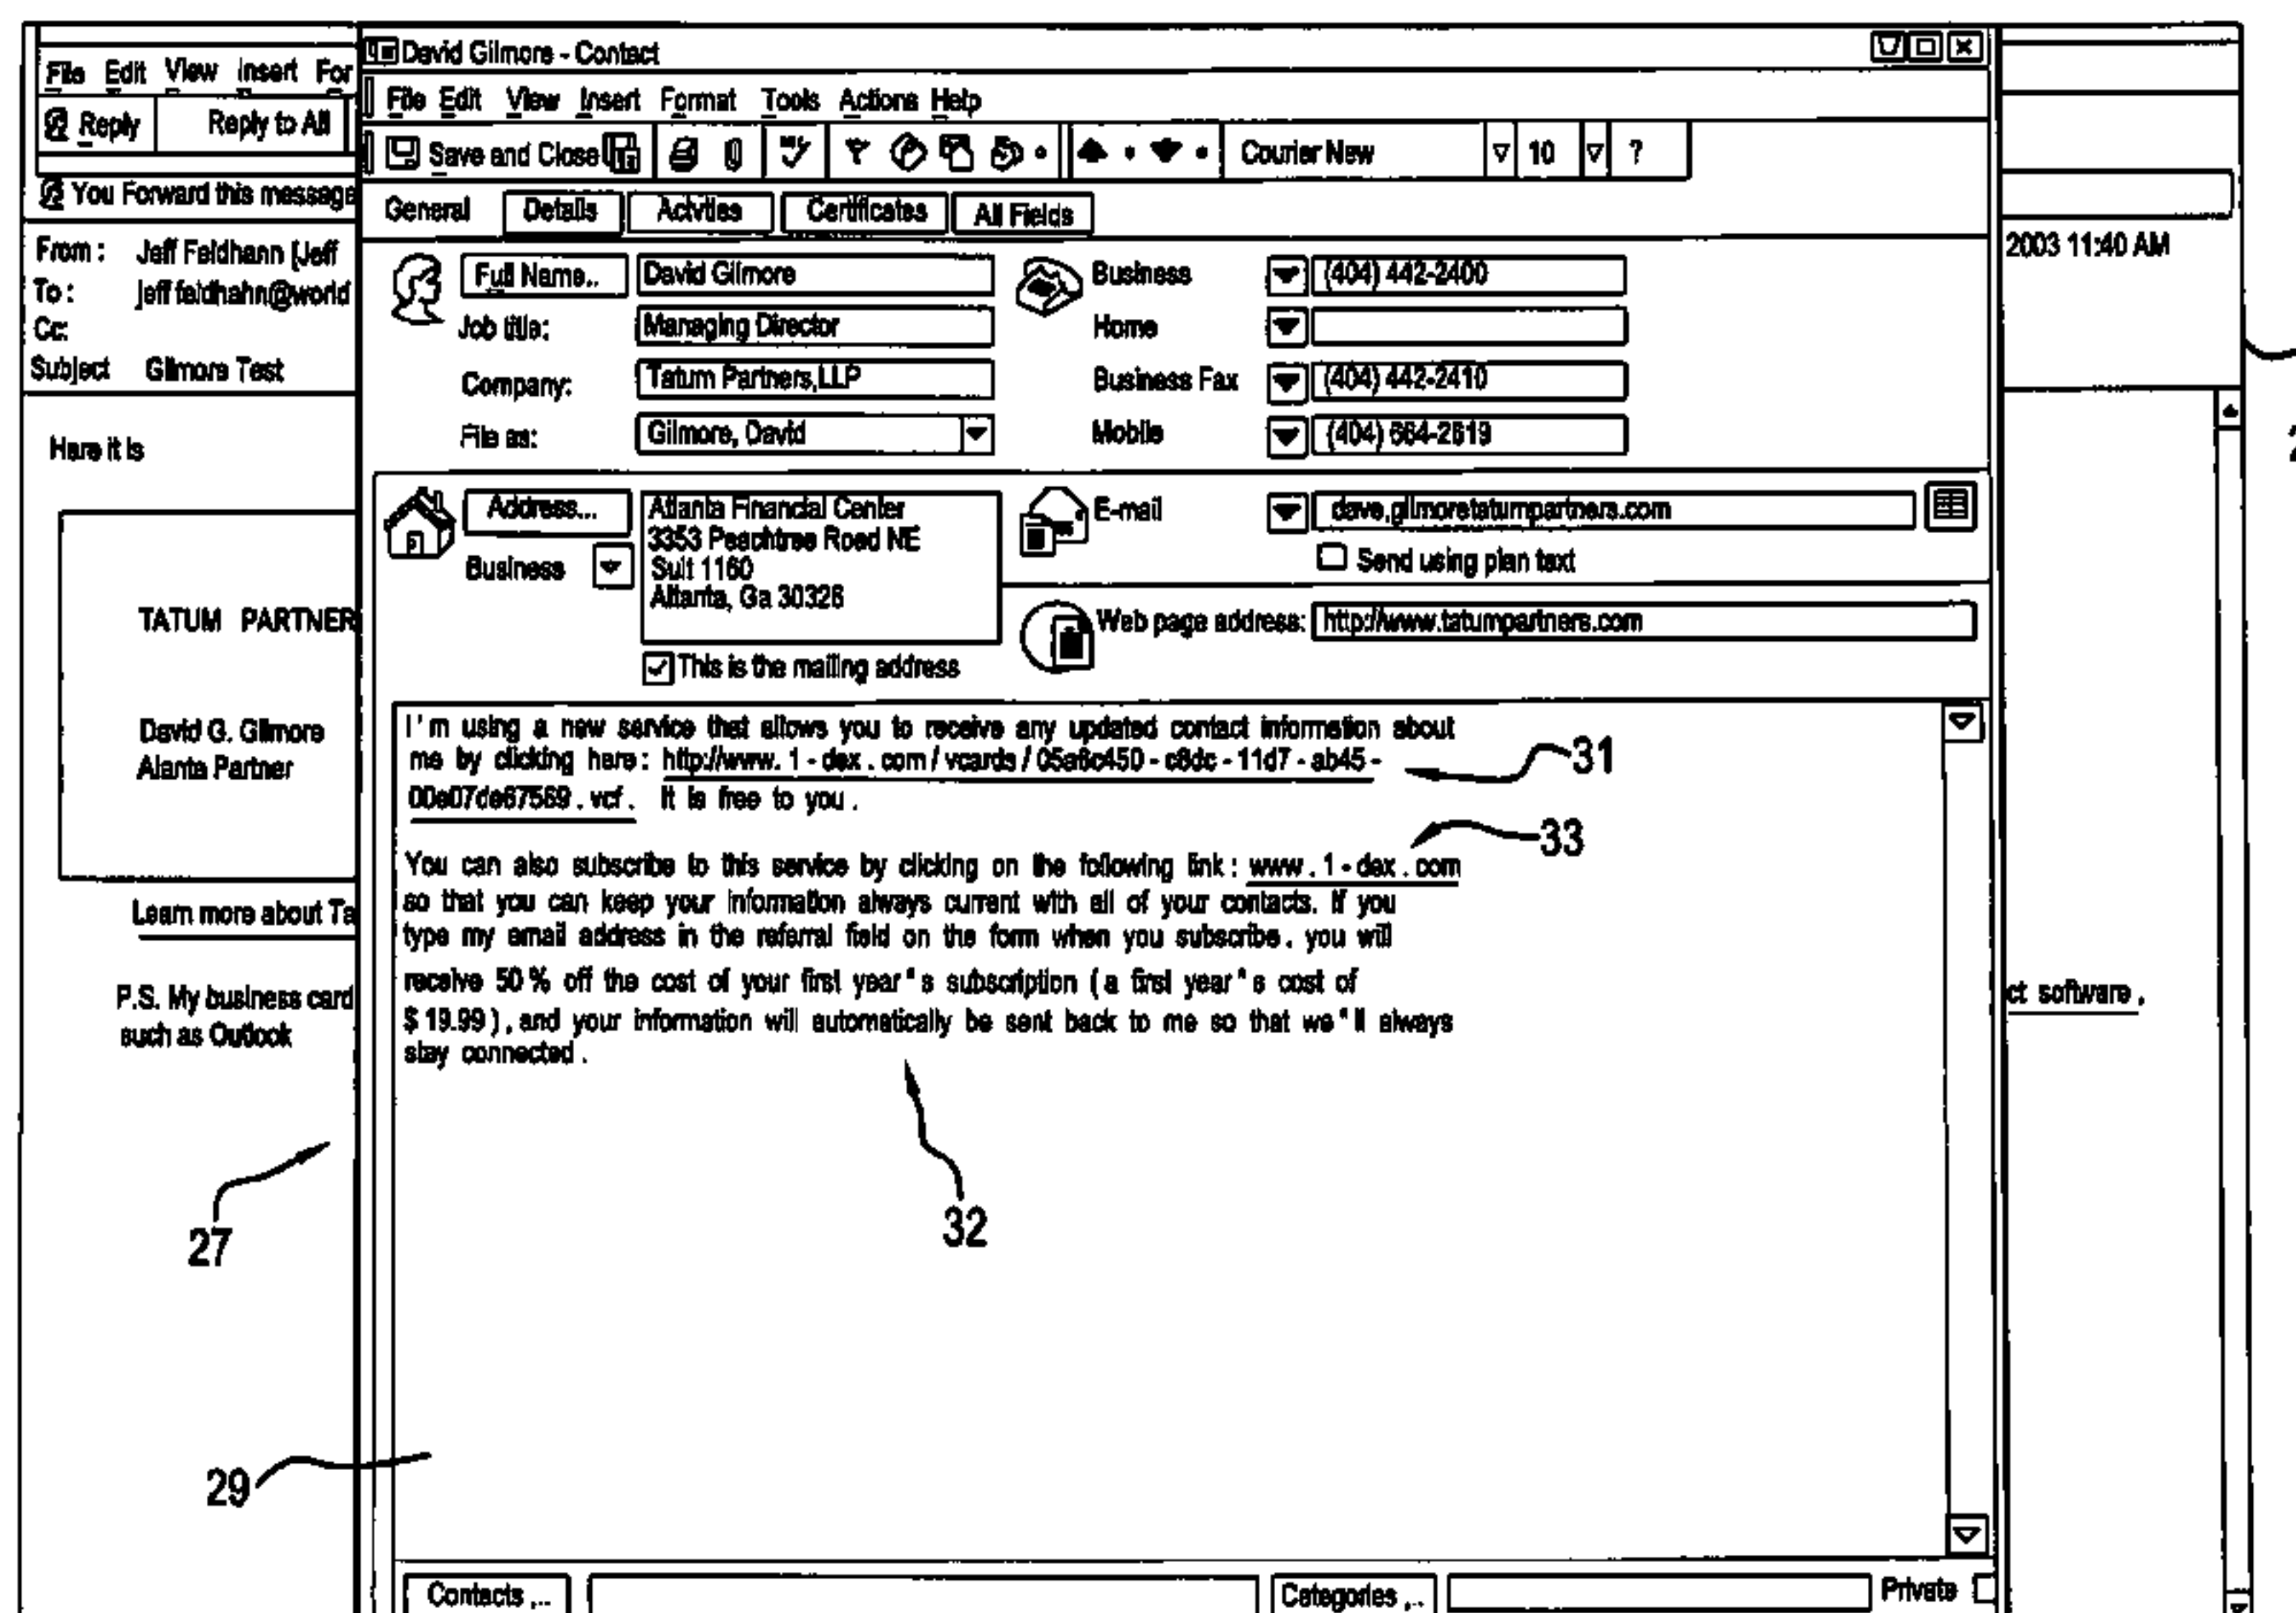 David Gilmore - Contact
File Edit View Insert For
File Edit View Insert Format Tools Actions Help
Reply Reply to All
Save and Close Courier New 10 ?
You Forward this message
General Details Activties Certificates All Fields
From : Jeff Feldhann [Jeff
2003 11:40 AM
To : jeff feldhahn@world
Cc:
Subject Gilmore Test
Full Name.. David Gilmore
Business (404) 442-2400
Job title: Managing Director
Home
Company: Tatum Partners,LLP
Business Fax (404) 442-2410
File as: Gilmore, David
Mobile (404) 664-2619
Here it is
Address... Atlanta Financial Center
3353 Peachtree Road NE
Business Suit 1160
Altanta, Ga 30326
This is the mailing address
E-mail dave,gilmoretatumpartners.com
Send using plan text
Web page address: http://www.tatumpartners.com
TATUM PARTNER
David G. Gilmore
Alanta Partner
Learn more about Ta
P.S. My business card
such as Outlook
ct software ,
I'm using a new service that allows you to receive any updated contact information about
me by clicking here : http://www. 1 - dex . com / vcards / 05a6c450 - c8dc - 11d7 - ab45 -
00e07de67569 . vcf . It is free to you .
31
33
You can also subscribe to this service by clicking on the following link : www . 1 - dex . com
so that you can keep your information always current with all of your contacts. If you
type my email address in the referral field on the form when you subscribe . you will
receive 50 % off the cost of your first year"s subscription ( a first year"s cost of
$ 19.99 ) , and your information will automatically be sent back to me so that we"ll always
stay connected .
32
27
29
Contacts ,.. Categories ,.. Private